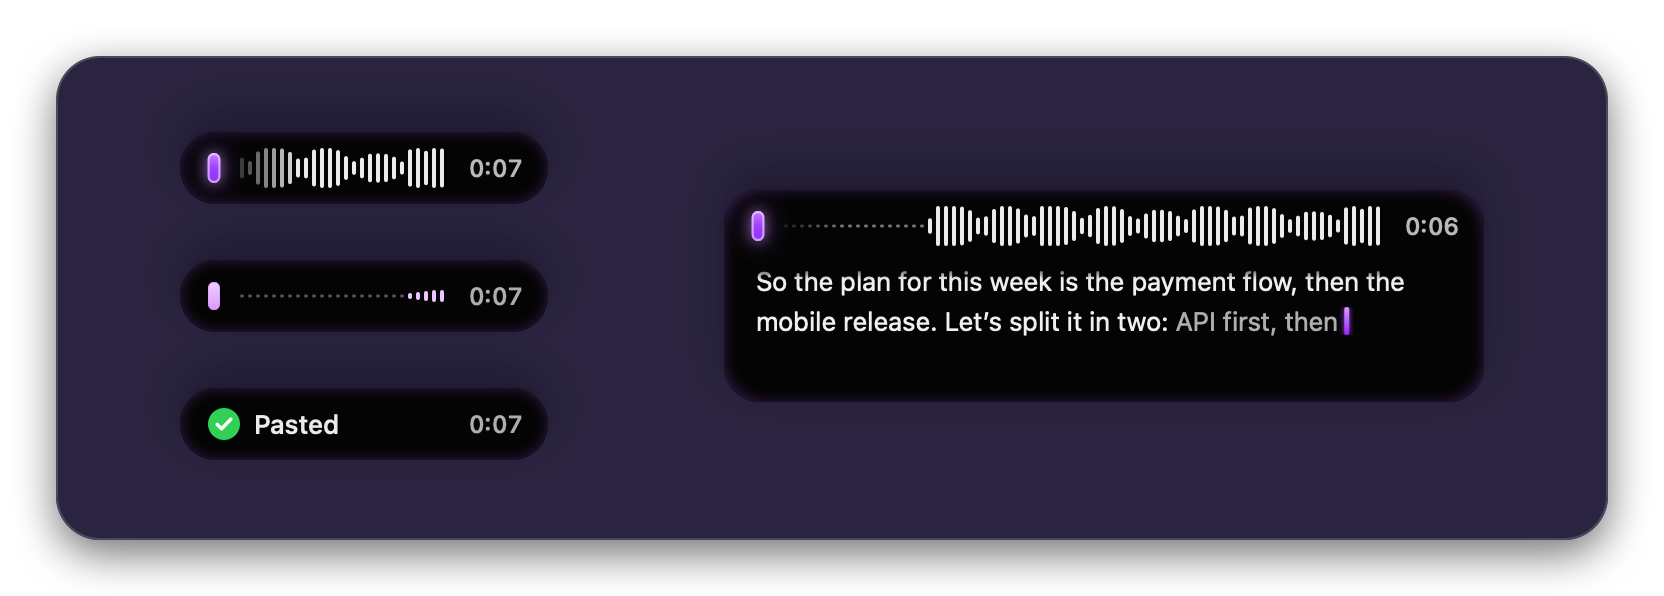 0:07
0:07
Pasted 0:07
0:06
So the plan for this week is the payment flow, then the
mobile release. Let’s split it in two: API first, then